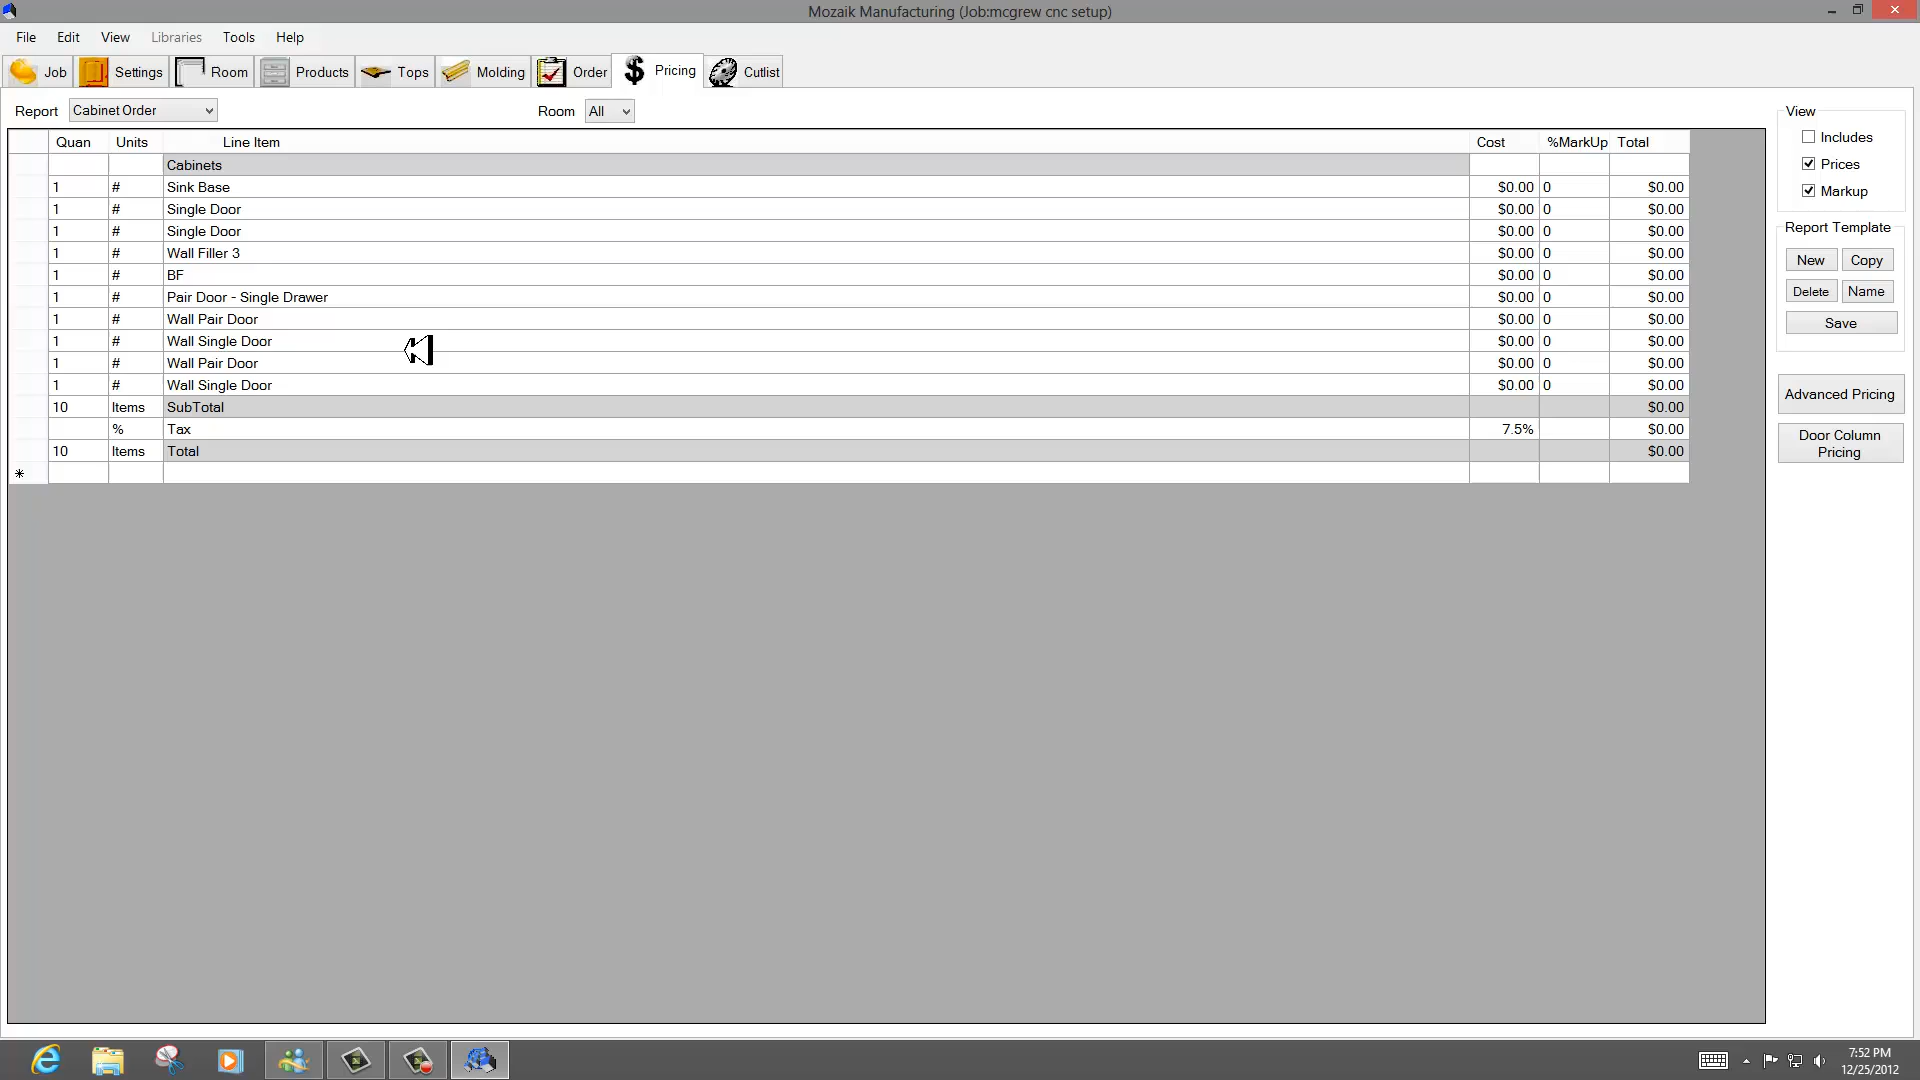 Mozaik Manufacturing (Job:mcgrew cnc setup)
File Edit View Libraries Tools Help
Job Settings Room Products Tops Molding Order Pricing Cutlist
Report Cabinet Order Room All
Quan Units Line Item Cost %MarkUp Total
Cabinets
1 # Sink Base $0.00 0 $0.00
1 # Single Door $0.00 0 $0.00
1 # Single Door $0.00 0 $0.00
1 # Wall Filler 3 $0.00 0 $0.00
1 # BF $0.00 0 $0.00
1 # Pair Door - Single Drawer $0.00 0 $0.00
1 # Wall Pair Door $0.00 0 $0.00
1 # Wall Single Door $0.00 0 $0.00
1 # Wall Pair Door $0.00 0 $0.00
1 # Wall Single Door $0.00 0 $0.00
10 Items SubTotal $0.00
% Tax 7.5% $0.00
10 Items Total $0.00
*
View
Includes
Prices
Markup
Report Template
New Copy
Delete Name
Save
Advanced Pricing
Door Column
Pricing
7:52 PM
12/25/2012